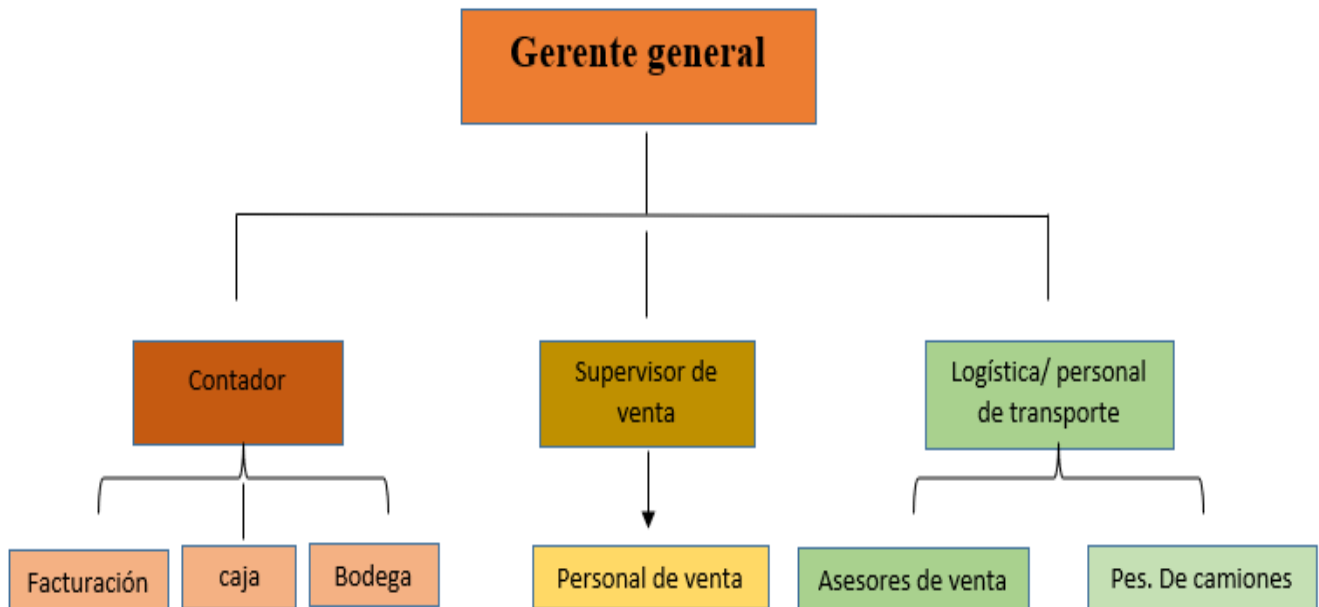 Gerente general
Contador
Supervisor de
venta
Logística/ personal
de transporte
Facturación
caja
Bodega
Personal de venta
Asesores de venta
Pes. De camiones